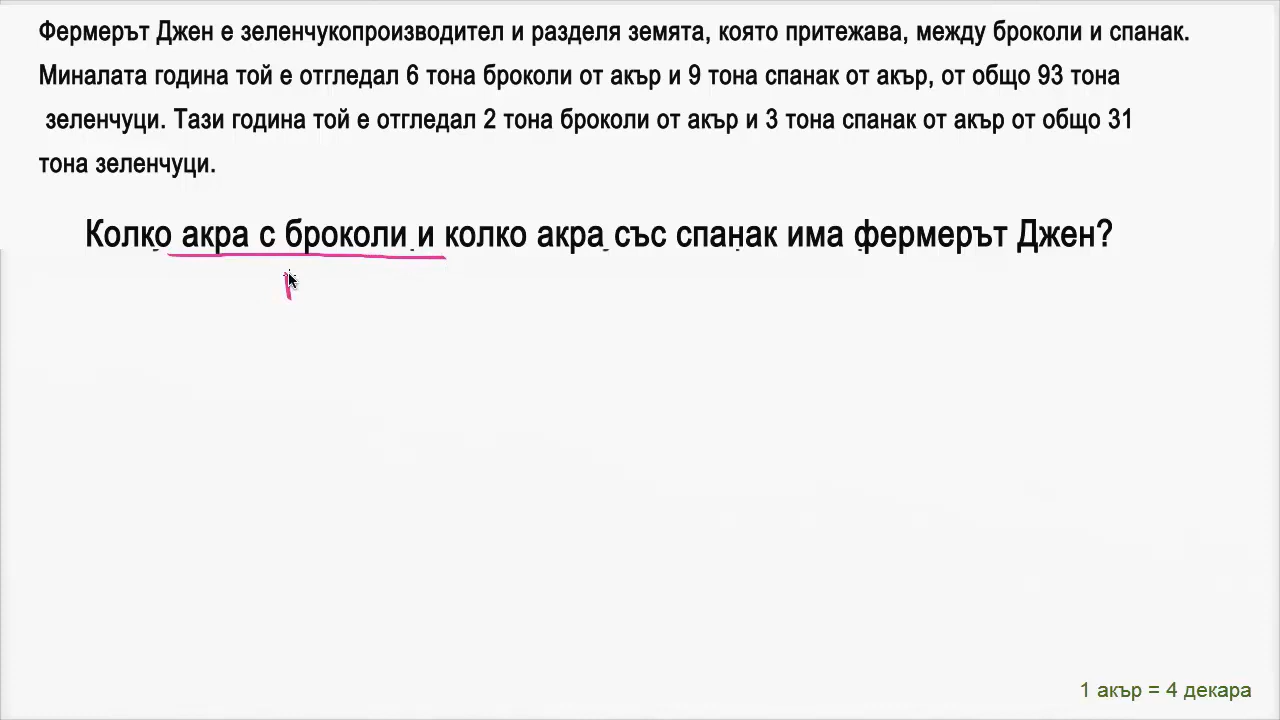 Фермерът Джен е зеленчукопроизводител и разделя земята, която притежава, между броколи и спанак.
Миналата година той е отгледал 6 тона броколи от акър и 9 тона спанак от акър, от общо 93 тона
зеленчуци. Тази година той е отгледал 2 тона броколи от акър и 3 тона спанак от акър от общо 31
тона зеленчуци.
Колко акра с броколи и колко акра със спанак има фермерът Джен?
1 акър = 4 декара